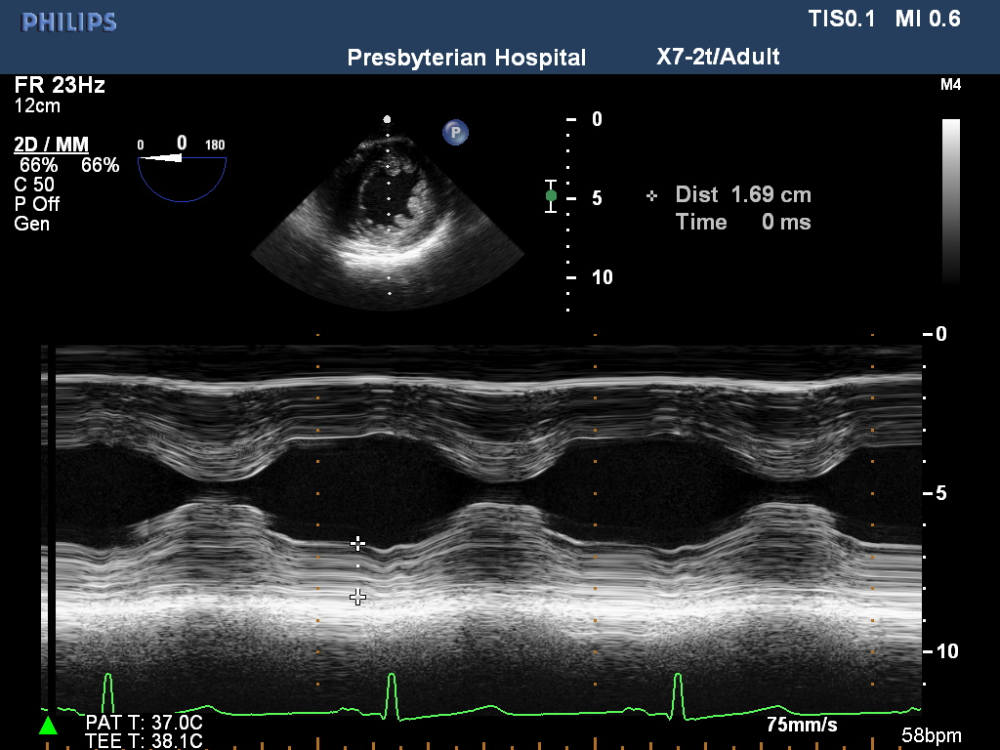 PHILIPS
TIS0.1 MI 0.6
Presbyterian Hospital X7-2t/Adult
FR 23Hz
12cm
M4
2D / MM
66% 66%
C 50
P Off
Gen
0 0 180
P
0
5
10
Dist 1.69 cm
Time 0 ms
0
5
10
PAT T: 37.0C
TEE T: 38.1C
75mm/s
58bpm